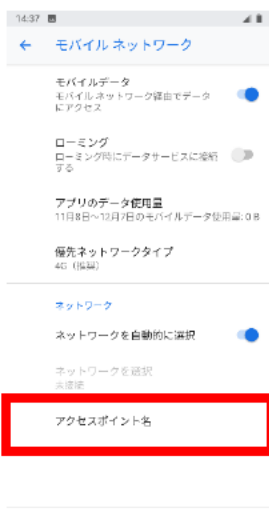 14:37
モバイル ネットワーク
モバイルデータ
モバイル ネットワーク経由でデータ
にアクセス
ローミング
ローミング時にデータサービスに接続
する
アプリのデータ使用量
11月8日～12月7日のモバイルデータ使用量: 0 B
優先ネットワークタイプ
4G（推奨）
ネットワーク
ネットワークを自動的に選択
ネットワークを選択
未接続
アクセスポイント名